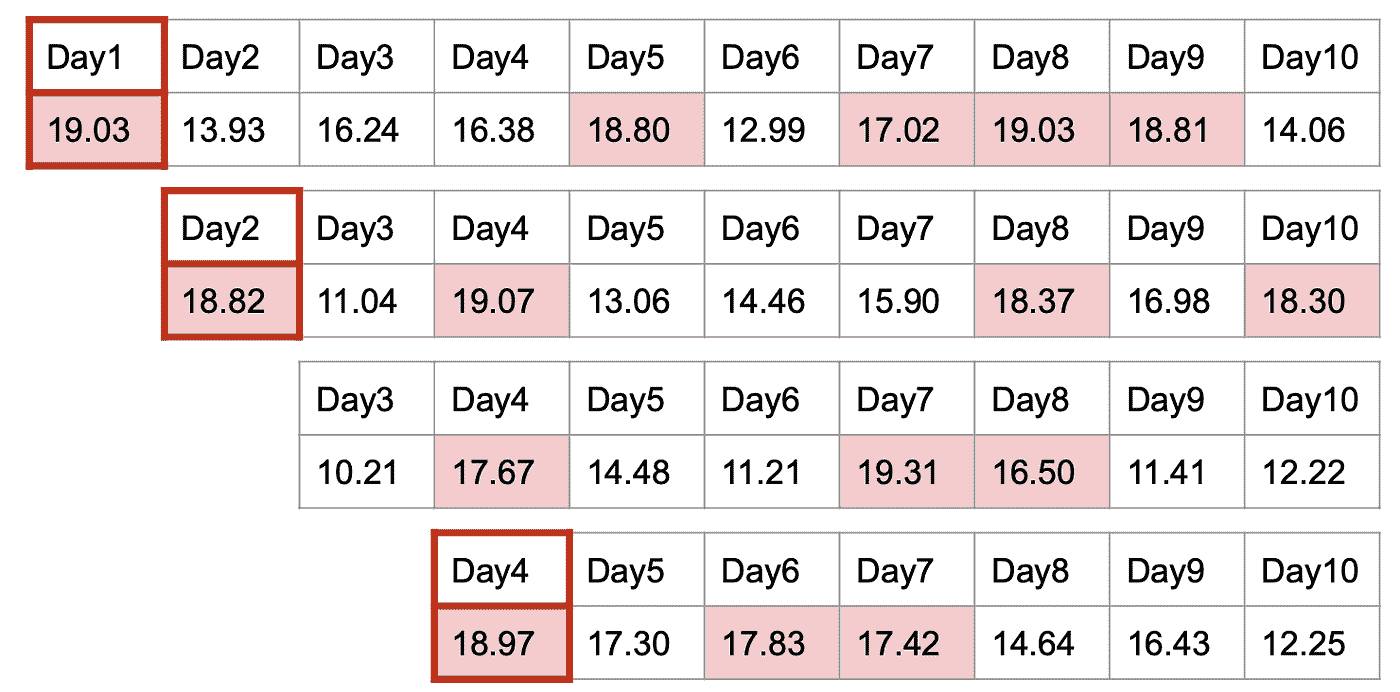 Day1 Day2 Day3 Day4 Day5 Day6 Day7 Day8 Day9 Day10
19.03 13.93 16.24 16.38 18.80 12.99 17.02 19.03 18.81 14.06
Day2 Day3 Day4 Day5 Day6 Day7 Day8 Day9 Day10
18.82 11.04 19.07 13.06 14.46 15.90 18.37 16.98 18.30
Day3 Day4 Day5 Day6 Day7 Day8 Day9 Day10
10.21 17.67 14.48 11.21 19.31 16.50 11.41 12.22
Day4 Day5 Day6 Day7 Day8 Day9 Day10
18.97 17.30 17.83 17.42 14.64 16.43 12.25